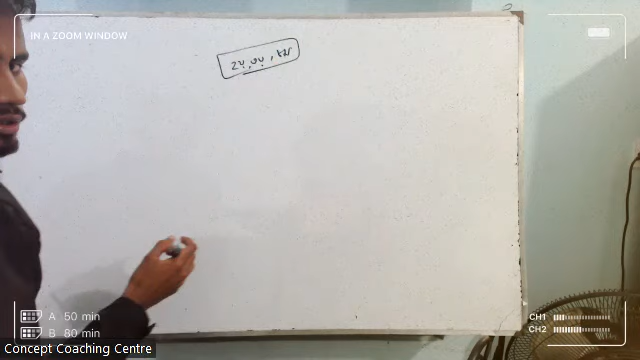 IN A ZOOM WINDOW
A 50 min
B 80 min
CH1
CH2
Concept Coaching Centre